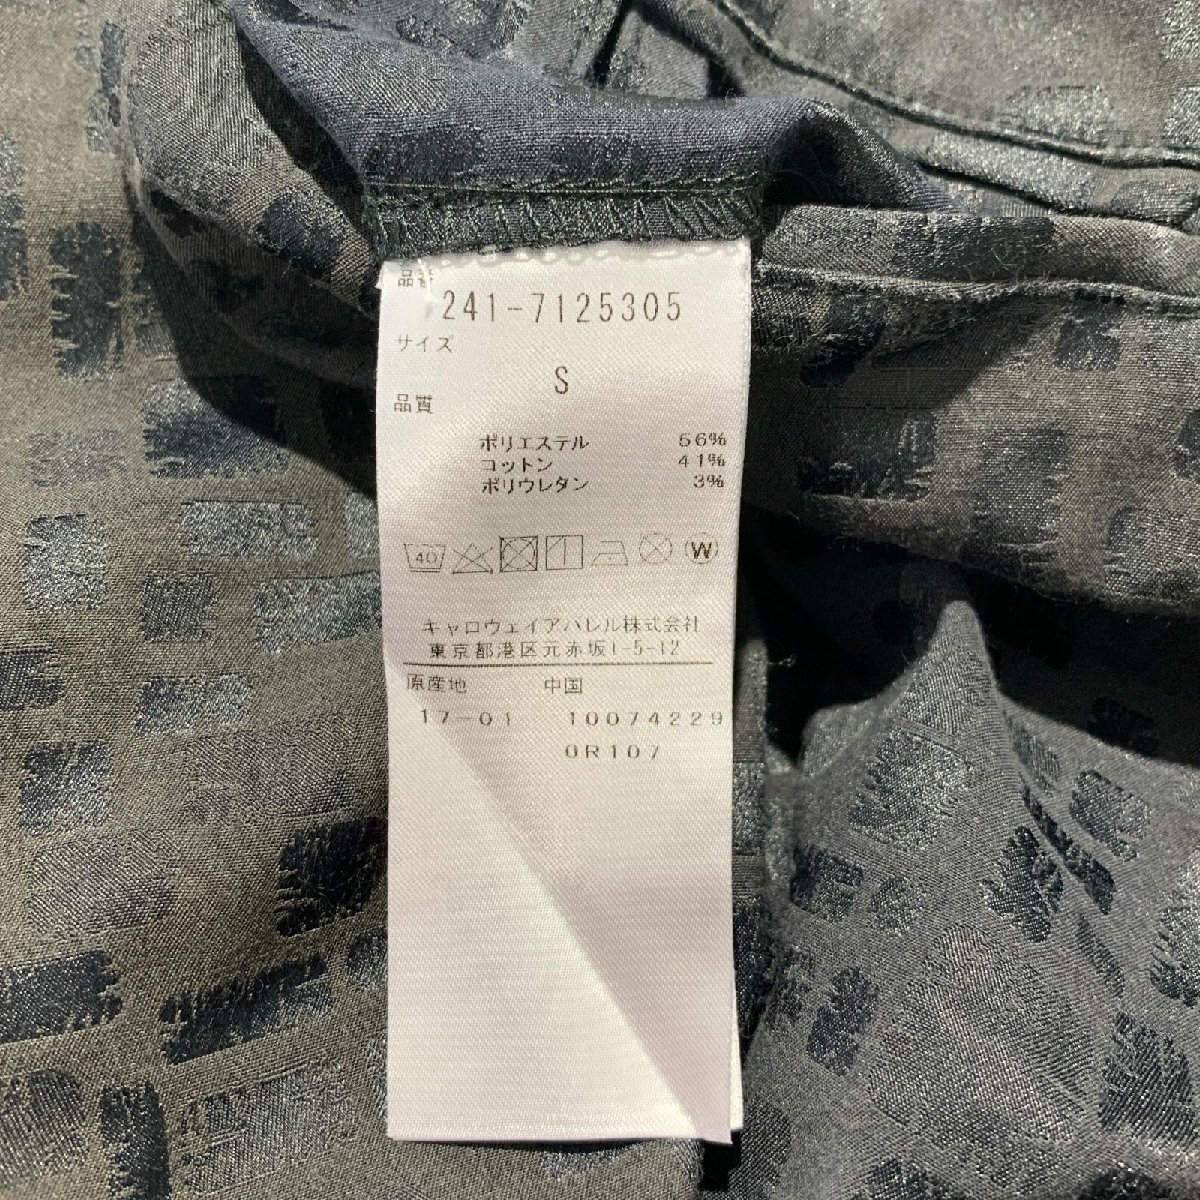 品番
241-7125305
サイズ
S
品質
ポリエステル 56%
コットン 41%
ポリウレタン 3%
40 W
キャロウェイアパレル株式会社
東京都港区元赤坂1-5-12
原産地 中国
17-01 10074229
0R107